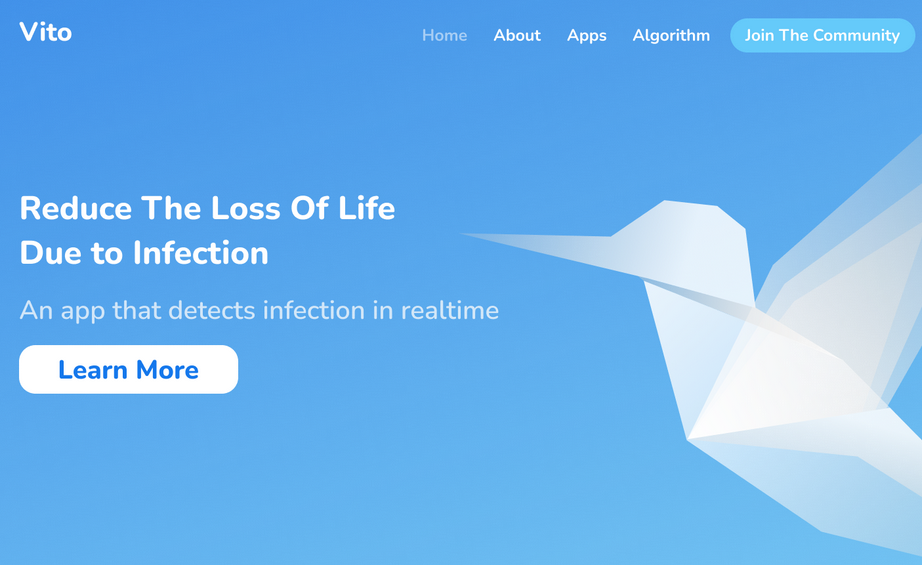 Vito
Home
About
Apps
Algorithm
Join The Community
Reduce The Loss Of Life
Due to Infection
An app that detects infection in realtime
Learn More